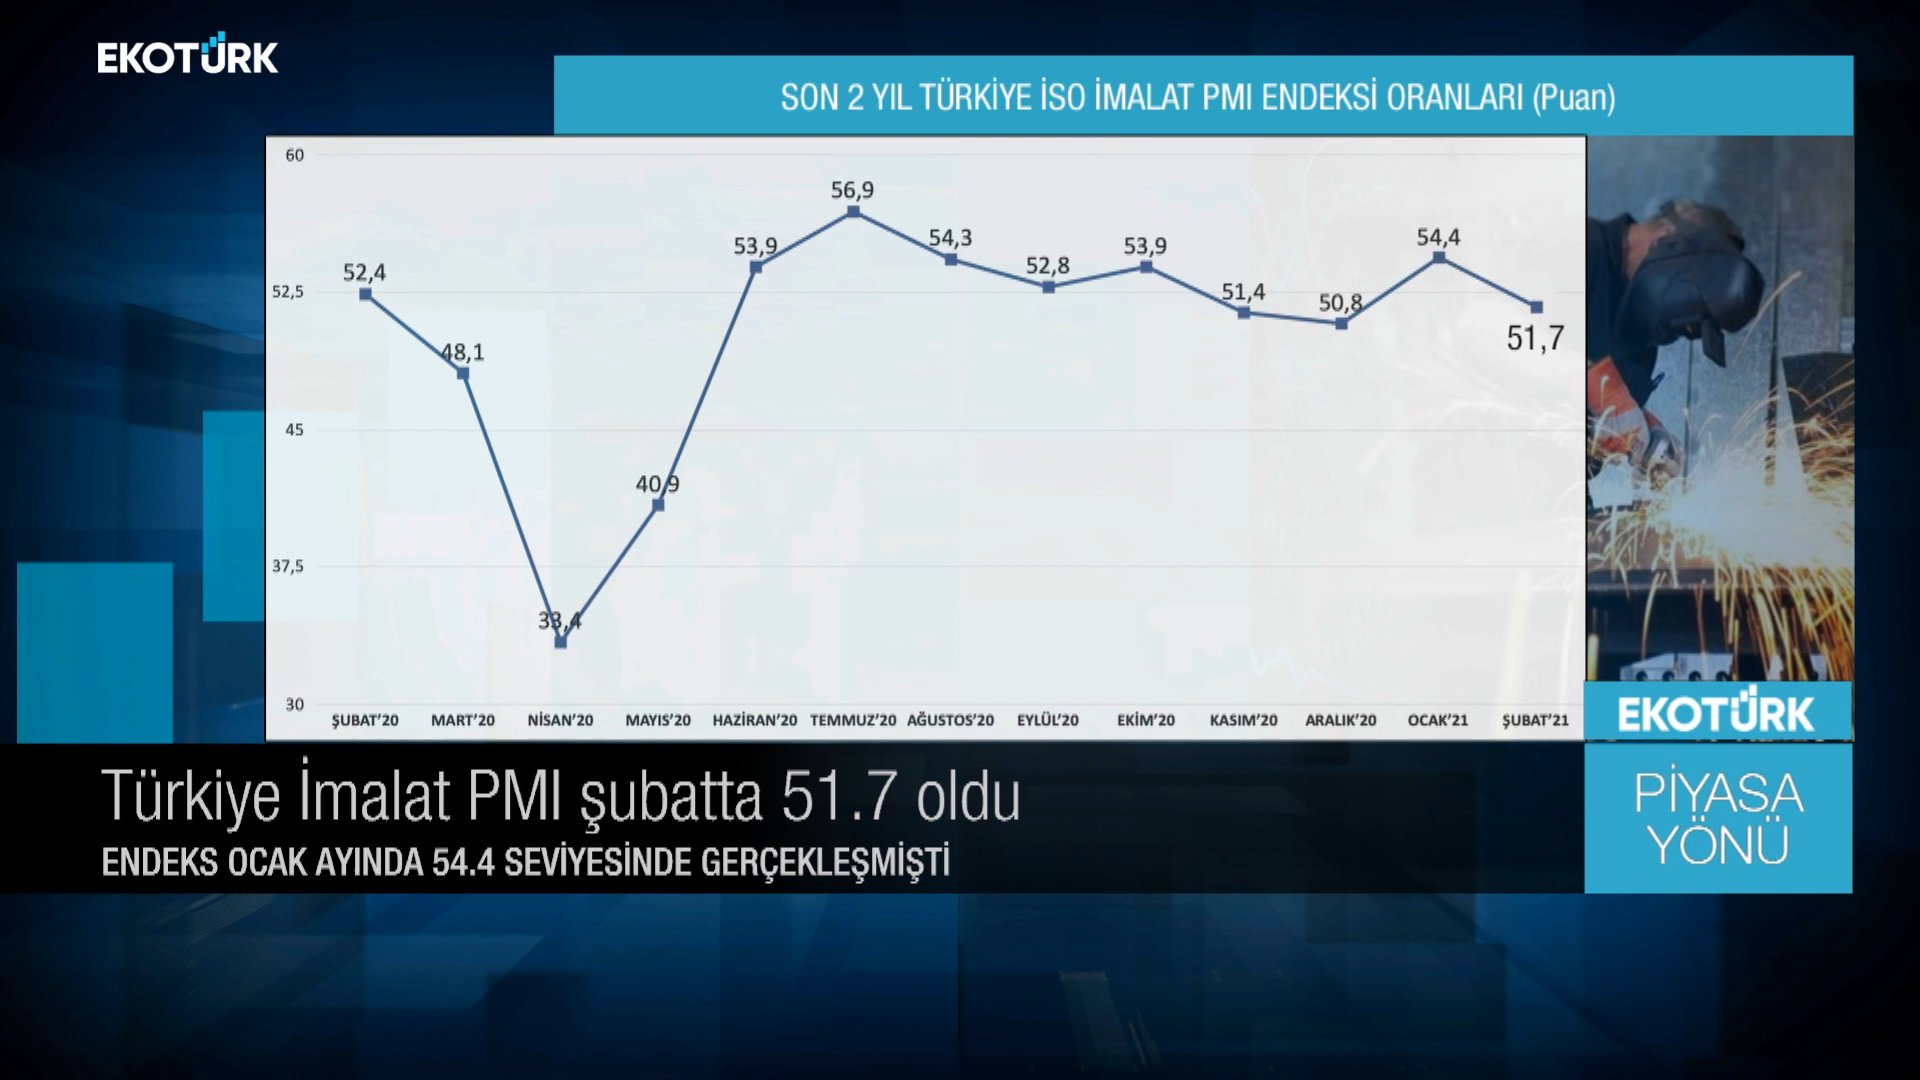 EKOTÜRK
SON 2 YIL TÜRKİYE İSO İMALAT PMI ENDEKSİ ORANLARI (Puan)
60
52,5
45
37,5
30
52,4
48,1
33,4
40,9
53,9
56,9
54,3
52,8
53,9
51,4
50,8
54,4
51,7
ŞUBAT'20 MART'20 NİSAN'20 MAYIS'20 HAZİRAN'20 TEMMUZ'20 AĞUSTOS'20 EYLÜL'20 EKİM'20 KASIM'20 ARALIK'20 OCAK'21 ŞUBAT'21
EKOTÜRK
PİYASA
YÖNÜ
Türkiye İmalat PMI şubatta 51.7 oldu
ENDEKS OCAK AYINDA 54.4 SEVİYESİNDE GERÇEKLEŞMİŞTİ